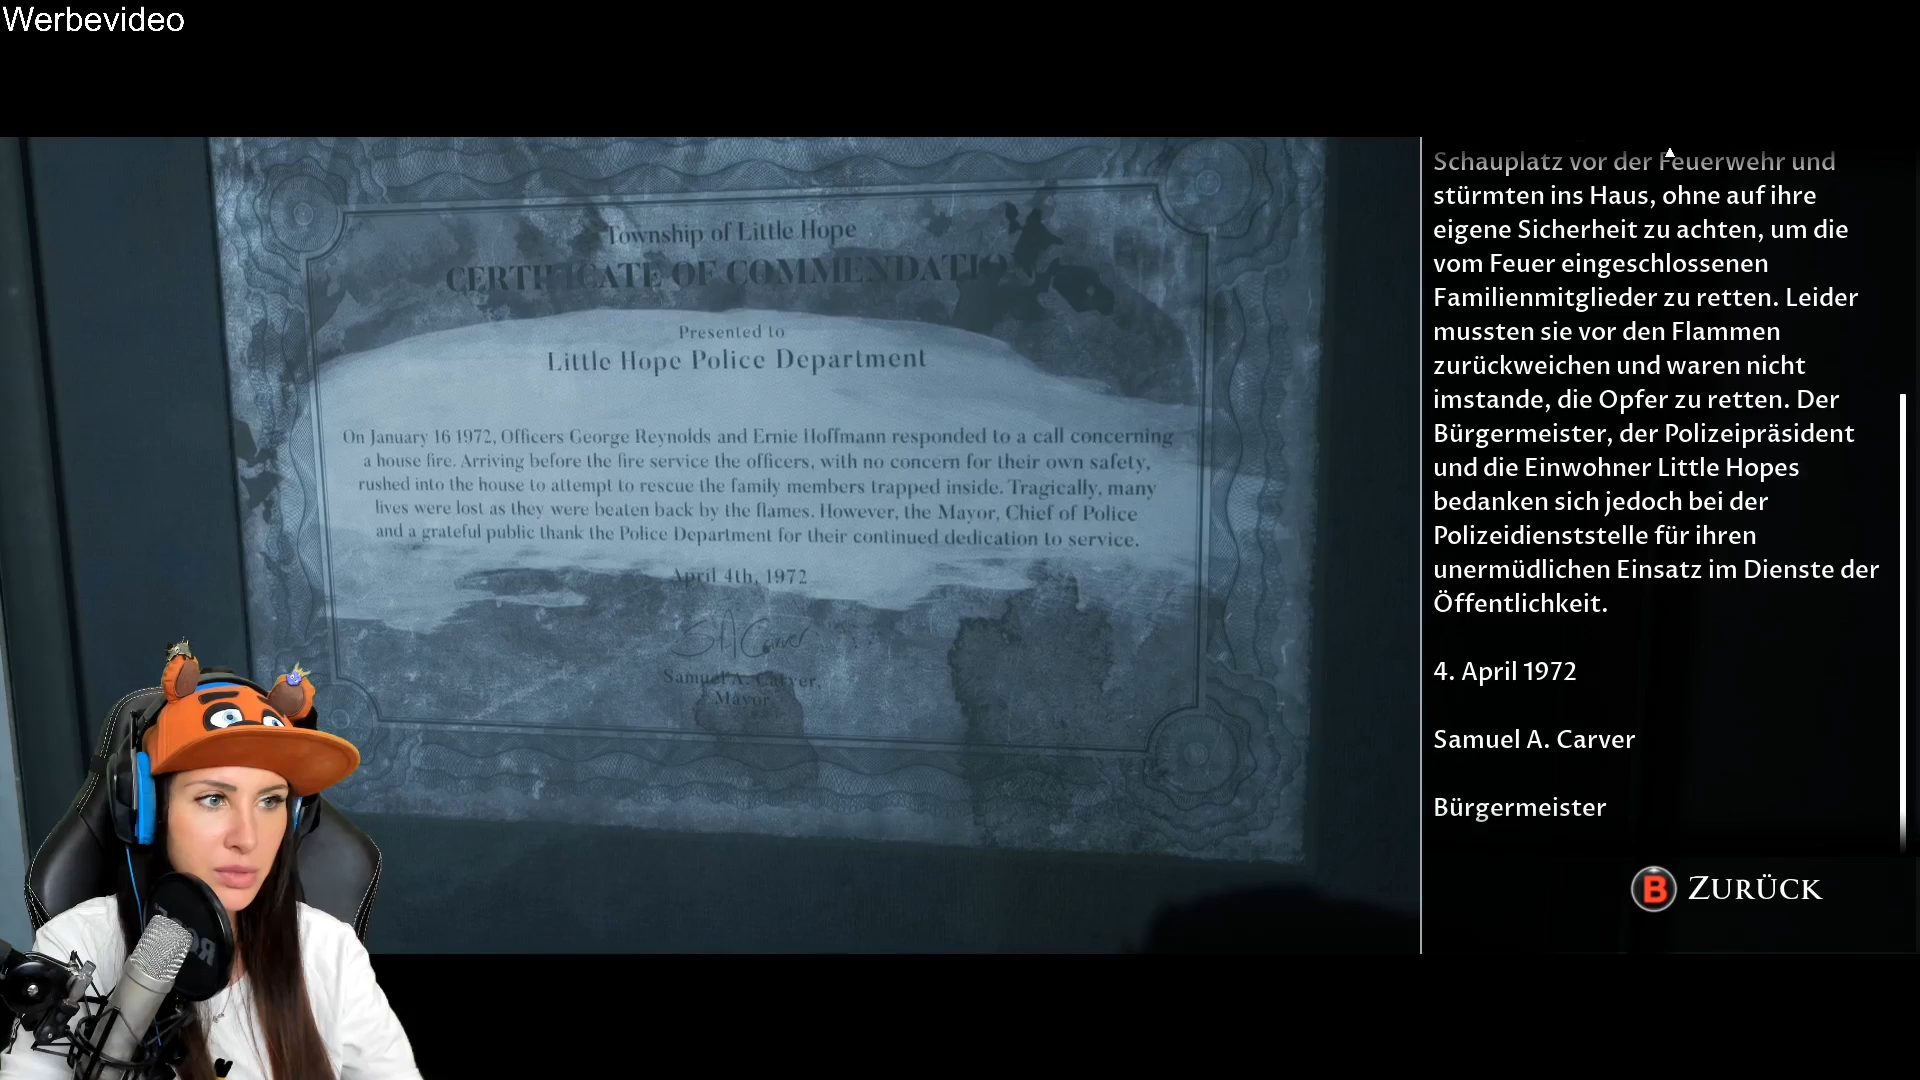 Werbevideo
Township of Little Hope
CERTIFICATE OF COMMENDATIO
Presented to
Little Hope Police Department
On January 16 1972, Officers George Reynolds and Ernie Hoffmann responded to a call concerning
a house fire. Arriving before the fire service the officers, with no concern for their own safety,
rushed into the house to attempt to rescue the family members trapped inside. Tragically, many
lives were lost as they were beaten back by the flames. However, the Mayor, Chief of Police
and a grateful public thank the Police Department for their continued dedication to service.
April 4th, 1972
Samuel A. Carver,
Mayor
Schauplatz vor der Feuerwehr und
stürmten ins Haus, ohne auf ihre
eigene Sicherheit zu achten, um die
vom Feuer eingeschlossenen
Familienmitglieder zu retten. Leider
mussten sie vor den Flammen
zurückweichen und waren nicht
imstande, die Opfer zu retten. Der
Bürgermeister, der Polizeipräsident
und die Einwohner Little Hopes
bedanken sich jedoch bei der
Polizeidienststelle für ihren
unermüdlichen Einsatz im Dienste der
Öffentlichkeit.
4. April 1972
Samuel A. Carver
Bürgermeister
B ZURÜCK